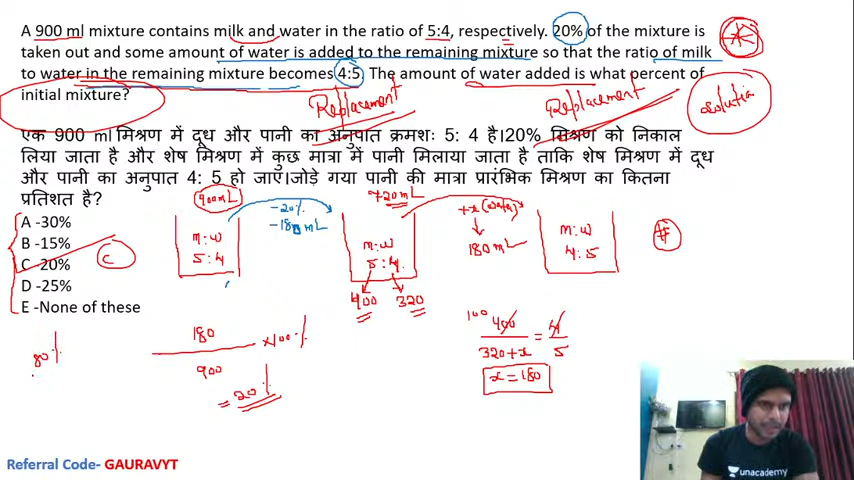 A 900 ml mixture contains milk and water in the ratio of 5:4, respectively. 20% of the mixture is
taken out and some amount of water is added to the remaining mixture so that the ratio of milk
to water in the remaining mixture becomes 4:5. The amount of water added is what percent of
initial mixture?
Replacement
Replacement
Solution
एक 900 ml मिश्रण में दूध और पानी का अनुपात क्रमशः 5: 4 है।20% मिश्रण को निकाल
लिया जाता है और शेष मिश्रण में कुछ मात्रा में पानी मिलाया जाता है ताकि शेष मिश्रण में दूध
और पानी का अनुपात 4: 5 हो जाए।जोड़े गया पानी की मात्रा प्रारंभिक मिश्रण का कितना
प्रतिशत है?
900mL
720mL
A -30%
B -15%
C -20%
D -25%
E -None of these
C
m:w
5:4
-20%
-180mL
m:w
5:4
400 320
+x(water)
180mL
m:w
4:5
#
80%
180
900
×100%
= 20%
100
400
320+x
=
4
5
x = 180
unacademy
Referral Code- GAURAVYT